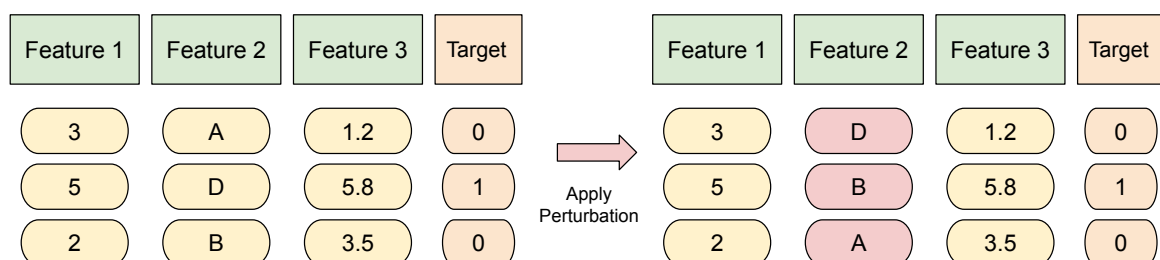 Feature 1 Feature 2 Feature 3 Target Feature 1 Feature 2 Feature 3 Target
3 A 1.2 0 3 D 1.2 0
5 D 5.8 1 5 B 5.8 1
Apply
Perturbation
2 B 3.5 0 2 A 3.5 0